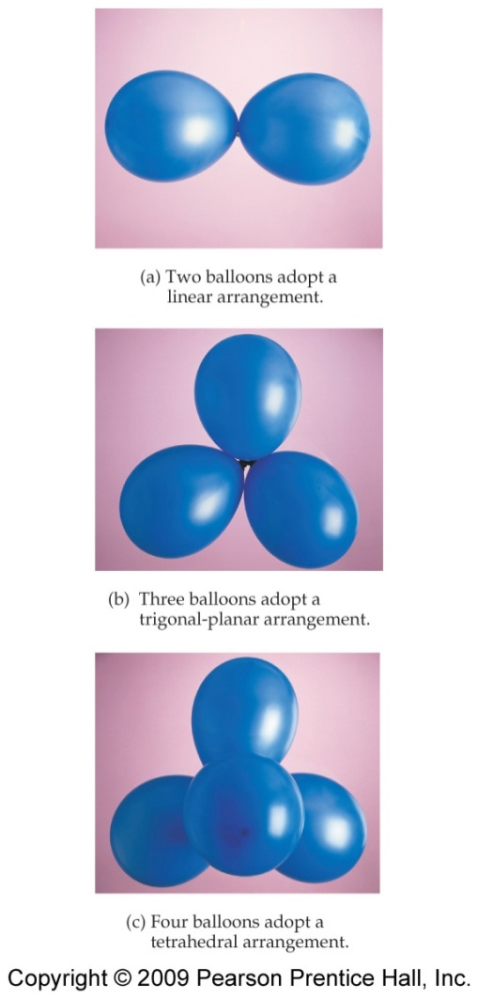 (a) Two balloons adopt a
linear arrangement.
(b) Three balloons adopt a
trigonal-planar arrangement.
(c) Four balloons adopt a
tetrahedral arrangement.
Copyright © 2009 Pearson Prentice Hall, Inc.